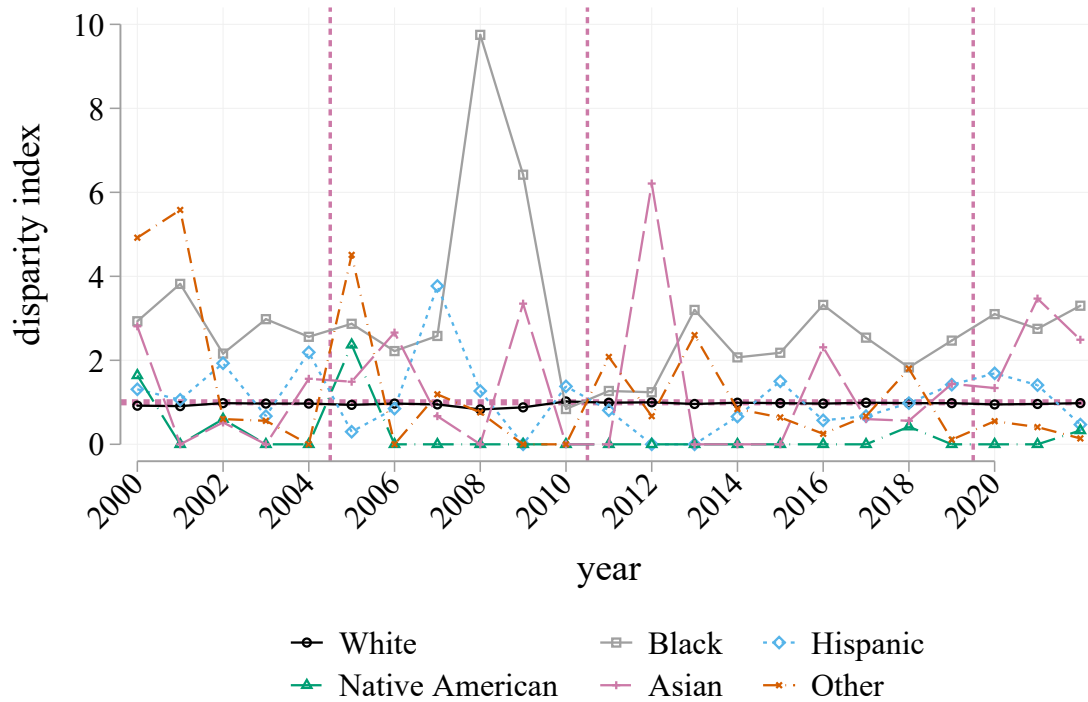 10
8
6
4
2
0
disparity index
2000 2002 2004 2006 2008 2010 2012 2014 2016 2018 2020
year
White Black Hispanic
Native American Asian Other